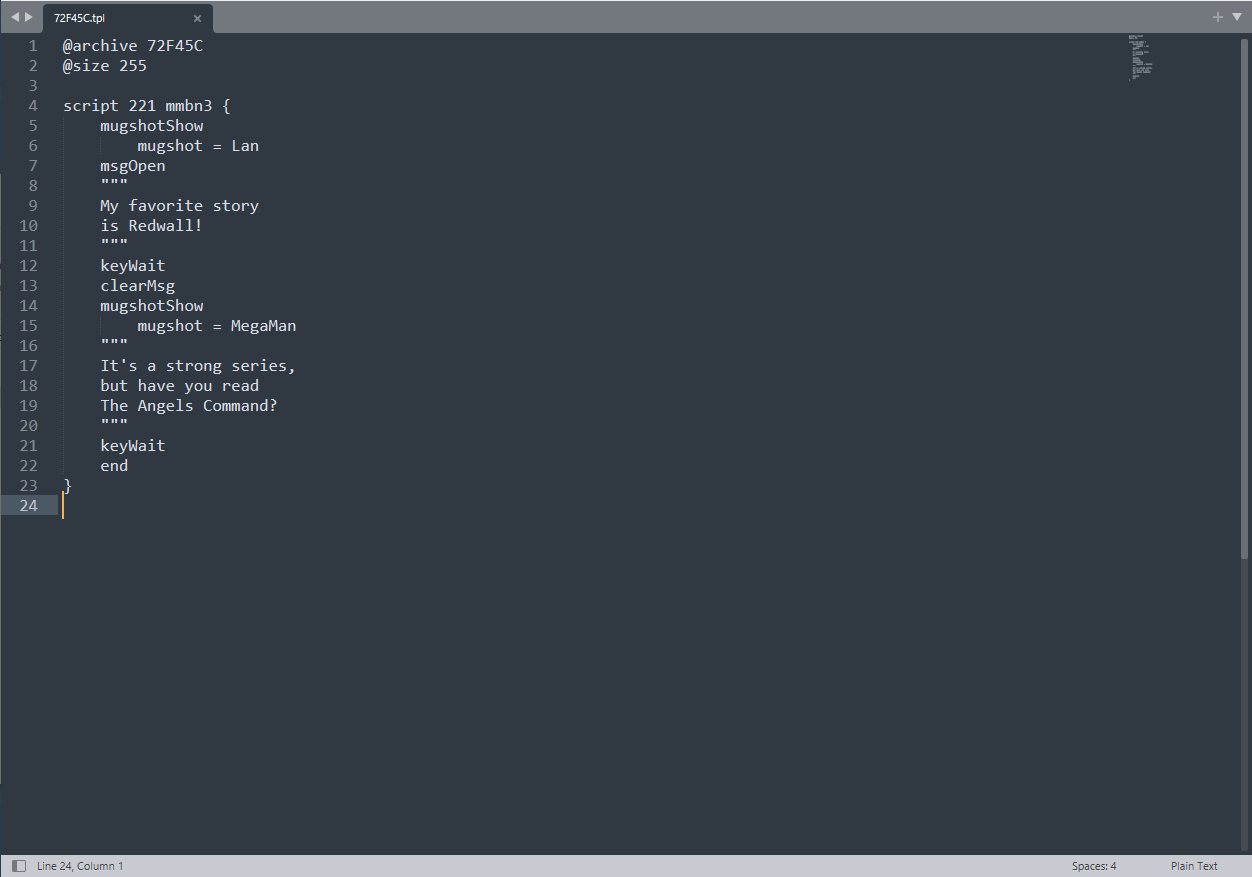 72F45C.tpl
1 @archive 72F45C
2 @size 255
3
4 script 221 mmbn3 {
5     mugshotShow
6         mugshot = Lan
7     msgOpen
8     """
9     My favorite story
10     is Redwall!
11     """
12     keyWait
13     clearMsg
14     mugshotShow
15         mugshot = MegaMan
16     """
17     It's a strong series,
18     but have you read
19     The Angels Command?
20     """
21     keyWait
22     end
23 }
24
Line 24, Column 1 Spaces: 4 Plain Text